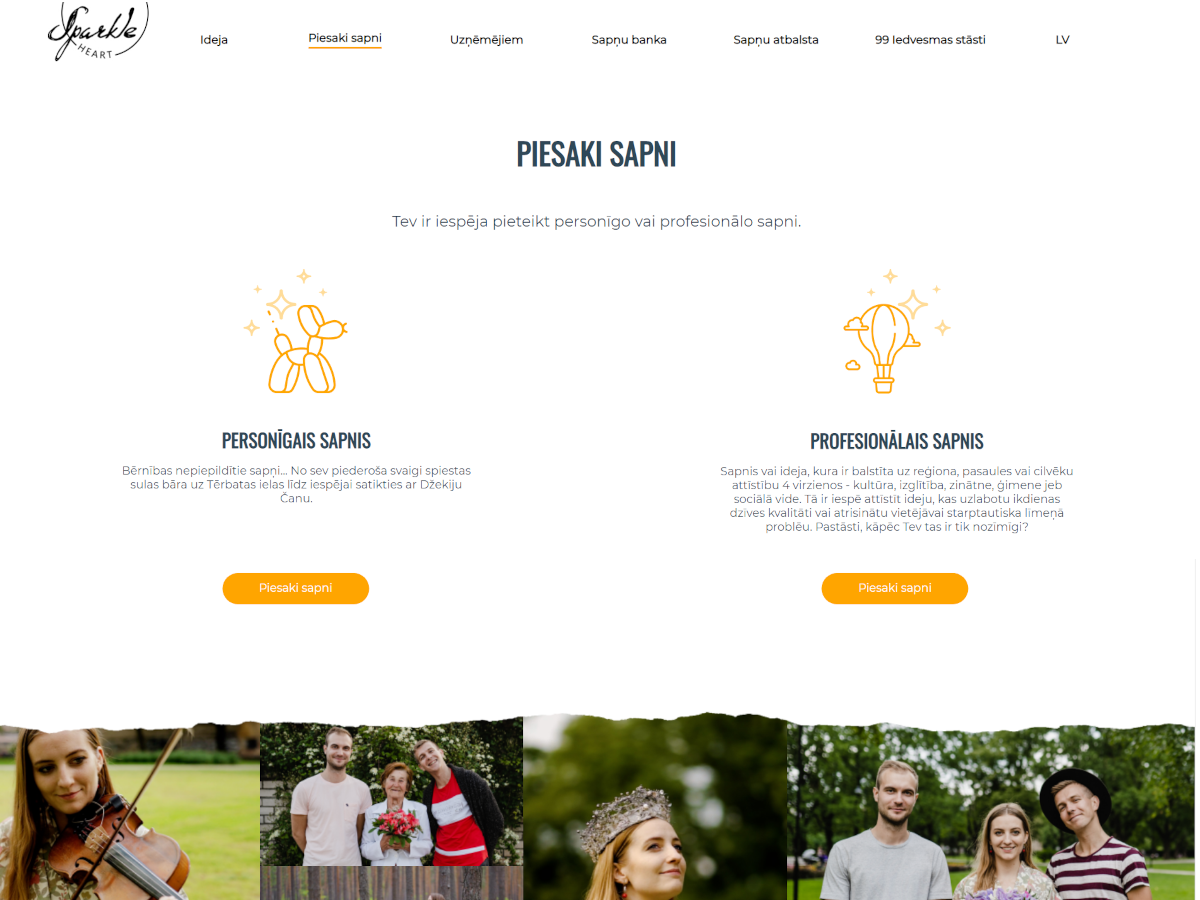 Sparkle
HEART
Ideja
Piesaki sapni
Uzņēmējiem
Sapņu banka
Sapņu atbalsta
99 Iedvesmas stāsti
LV
PIESAKI SAPNI
Tev ir iespēja pieteikt personīgo vai profesionālo sapni.
PERSONĪGAIS SAPNIS
Bērnības nepiepilditie sapņi... No sev piederoša svaigi spiestas
sulas bāra uz Tērbatas ielas līdz iespējai satikties ar Džekiju
Čanu.
Piesaki sapni
PROFESIONĀLAIS SAPNIS
Sapnis vai ideja, kura ir balstīta uz reģiona, pasaules vai cilvēku
attīstību 4 virzienos - kultūra, izglītība, zinātne, ģimene jeb
sociālā vide. Tā ir iespē attīstīt ideju, kas uzlabotu ikdienas
dzīves kvalitāti vai atrisinātu vietējāvai starptautiska līmeņā
problēu. Pastāsti, kāpēc Tev tas ir tik nozīmīgi?
Piesaki sapni